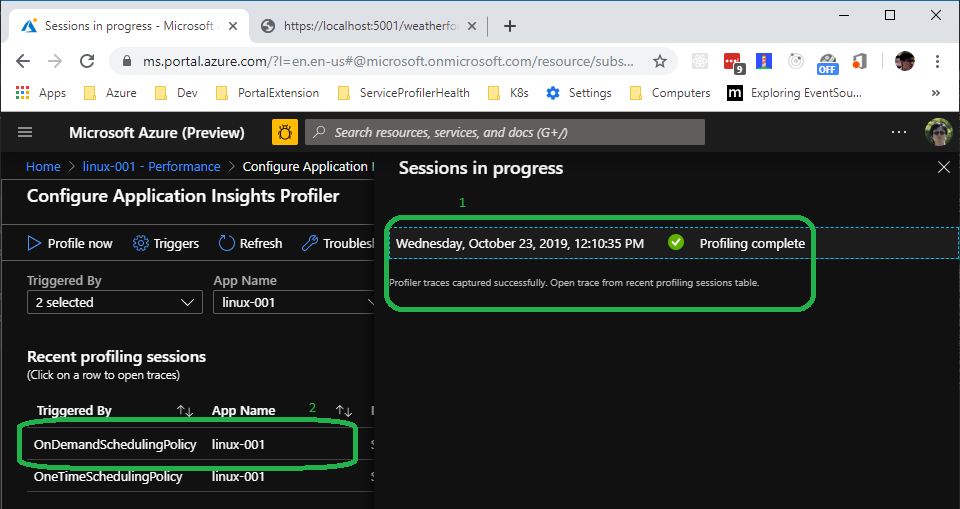 Sessions in progress - Microsoft A
https://localhost:5001/weatherfo
ms.portal.azure.com/?l=en.en-us#@microsoft.onmicrosoft.com/resource/subs...
9
OFF
Apps
Azure
Dev
PortalExtension
ServiceProfilerHealth
K8s
Settings
Computers
m
Exploring EventSou...
Microsoft Azure (Preview)
Search resources, services, and docs (G+/)
Home > linux-001 - Performance > Configure Application
Configure Application Insights Profiler
Profile now
Triggers
Refresh
Troublesh
Triggered By
App Name
2 selected
linux-001
Recent profiling sessions
(Click on a row to open traces)
Triggered By
App Name
2
OnDemandSchedulingPolicy
linux-001
OneTimeSchedulingPolicy
linux-001
Sessions in progress
1
Wednesday, October 23, 2019, 12:10:35 PM
Profiling complete
Profiler traces captured successfully. Open trace from recent profiling sessions table.